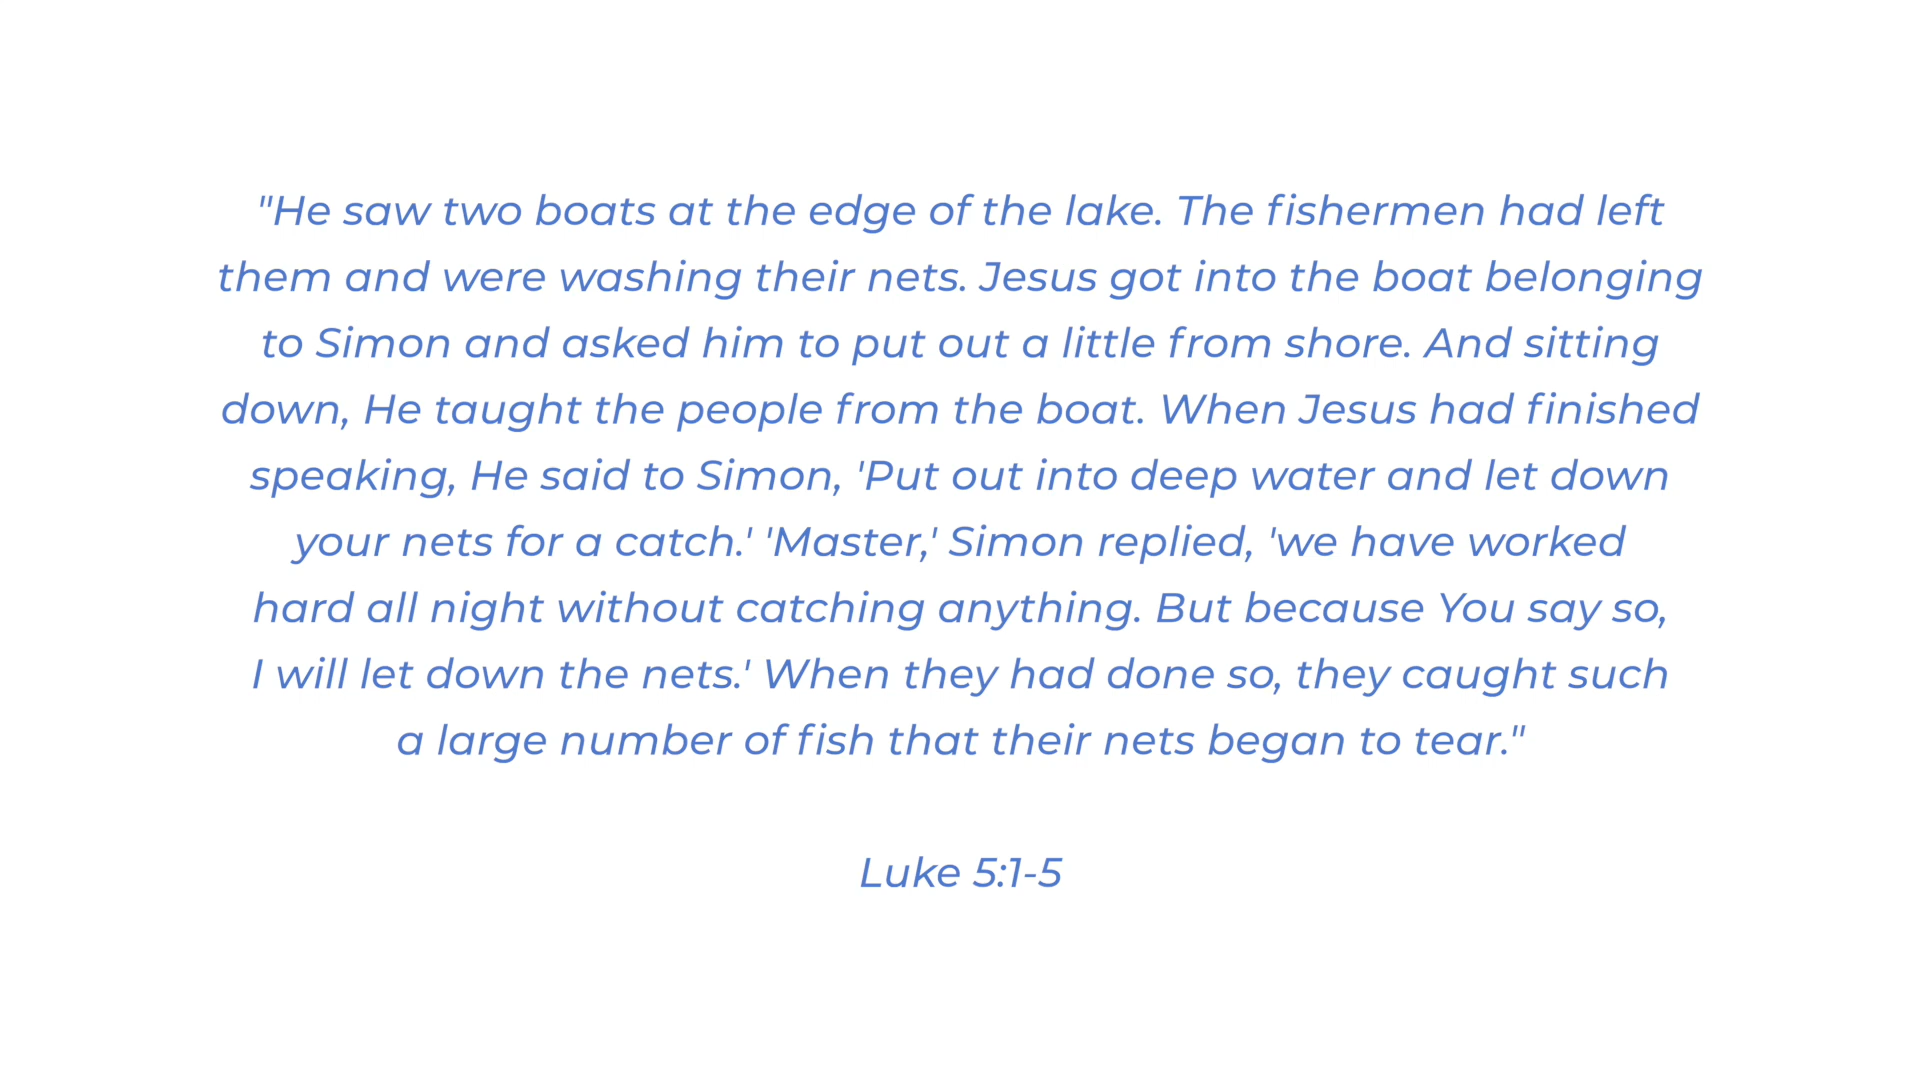 "He saw two boats at the edge of the lake. The fishermen had left
them and were washing their nets. Jesus got into the boat belonging
to Simon and asked him to put out a little from shore. And sitting
down, He taught the people from the boat. When Jesus had finished
speaking, He said to Simon, 'Put out into deep water and let down
your nets for a catch.' 'Master,' Simon replied, 'we have worked
hard all night without catching anything. But because You say so,
I will let down the nets.' When they had done so, they caught such
a large number of fish that their nets began to tear."
Luke 5:1-5